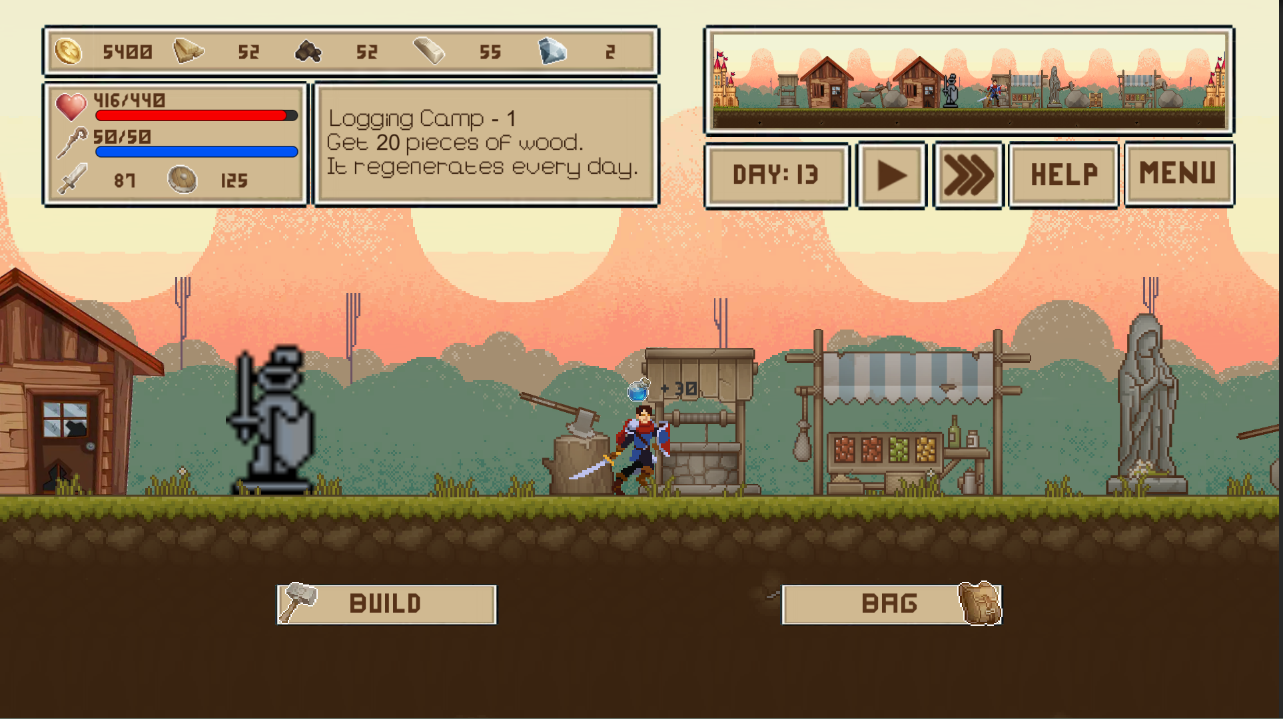 5400 52 52 55 2
416/440
50/50
87 125
Logging Camp - 1
Get 20 pieces of wood.
It regenerates every day.
DAY: 13
HELP
MENU
+30
BUILD
BAG